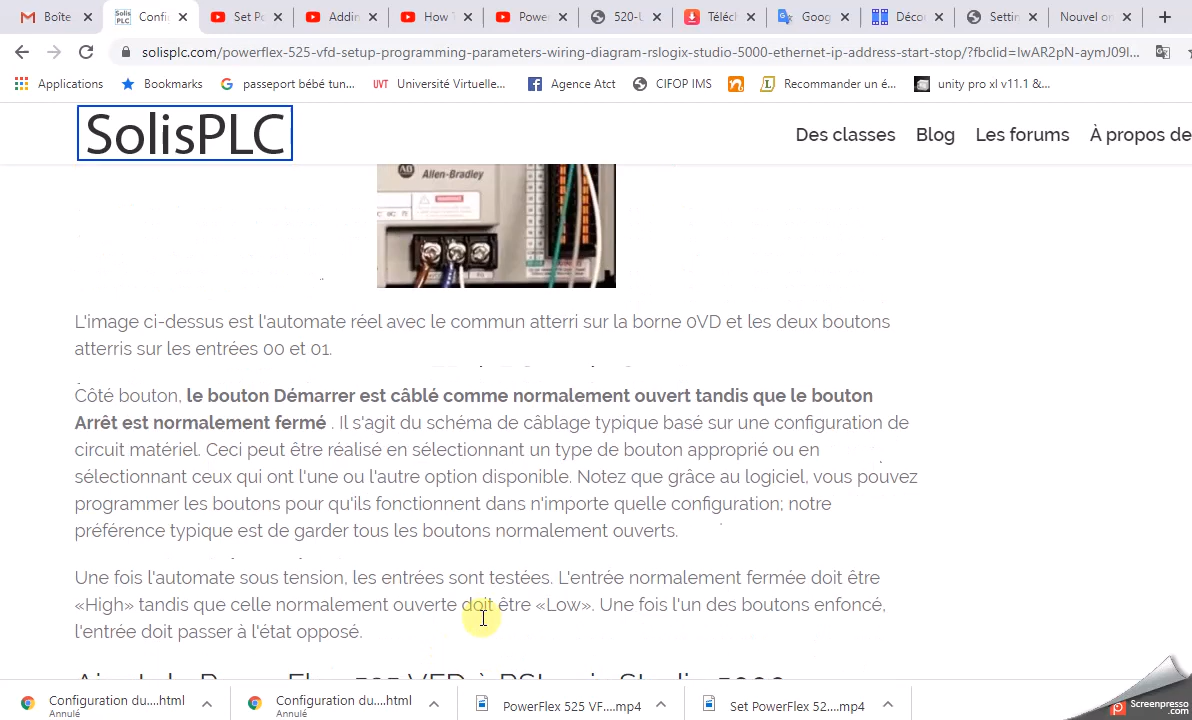 Boîte
Confi
Set Po
Addin
How T
Power
520-U
Téléch
Goog
Décou
Settin
Nouvel on
solisplc.com/powerflex-525-vfd-setup-programming-parameters-wiring-diagram-rslogix-studio-5000-ethernet-ip-address-start-stop/?fbclid=IwAR2pN-aymJ09I...
Applications
Bookmarks
passeport bébé tun...
UVT Université Virtuelle...
Agence Atct
CIFOP IMS
Recommander un é...
unity pro xl v11.1 &...
SolisPLC
Des classes
Blog
Les forums
À propos de
AB Allen-Bradley
L'image ci-dessus est l'automate réel avec le commun atterri sur la borne 0VD et les deux boutons
atterris sur les entrées 00 et 01.
Côté bouton, le bouton Démarrer est câblé comme normalement ouvert tandis que le bouton
Arrêt est normalement fermé . Il s'agit du schéma de câblage typique basé sur une configuration de
circuit matériel. Ceci peut être réalisé en sélectionnant un type de bouton approprié ou en
sélectionnant ceux qui ont l'une ou l'autre option disponible. Notez que grâce au logiciel, vous pouvez
programmer les boutons pour qu'ils fonctionnent dans n'importe quelle configuration; notre
préférence typique est de garder tous les boutons normalement ouverts.
Une fois l'automate sous tension, les entrées sont testées. L'entrée normalement fermée doit être
«High» tandis que celle normalement ouverte doit être «Low». Une fois l'un des boutons enfoncé,
l'entrée doit passer à l'état opposé.
Configuration du....html
Annulé
Configuration du....html
Annulé
PowerFlex 525 VF....mp4
Set PowerFlex 52....mp4
Screenpresso
.com